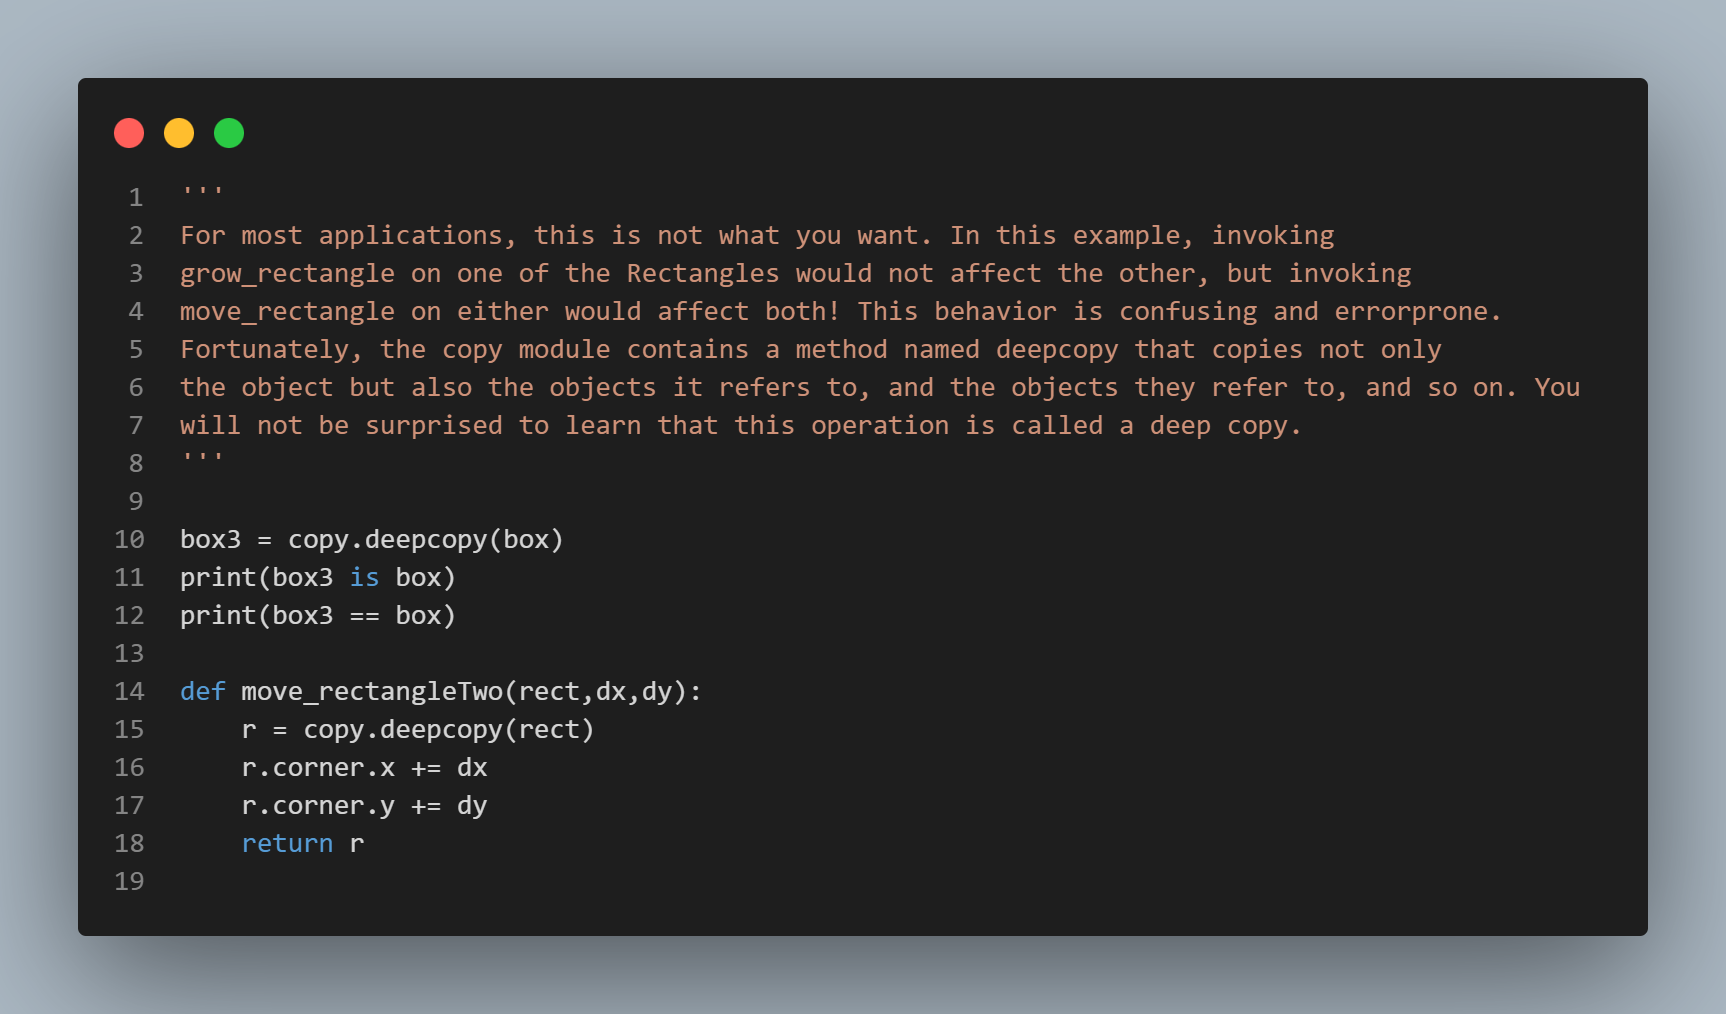 1 '''
2 For most applications, this is not what you want. In this example, invoking
3 grow_rectangle on one of the Rectangles would not affect the other, but invoking
4 move_rectangle on either would affect both! This behavior is confusing and errorprone.
5 Fortunately, the copy module contains a method named deepcopy that copies not only
6 the object but also the objects it refers to, and the objects they refer to, and so on. You
7 will not be surprised to learn that this operation is called a deep copy.
8 '''
9
10 box3 = copy.deepcopy(box)
11 print(box3 is box)
12 print(box3 == box)
13
14 def move_rectangleTwo(rect,dx,dy):
15     r = copy.deepcopy(rect)
16     r.corner.x += dx
17     r.corner.y += dy
18     return r
19